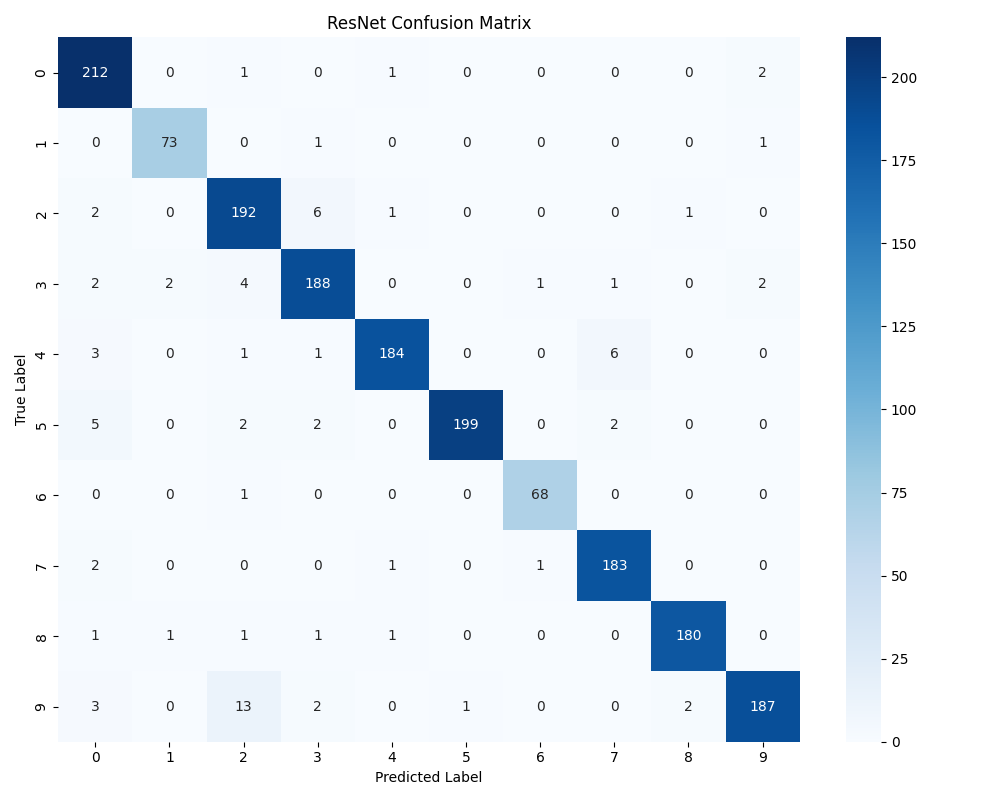 ResNet Confusion Matrix
0 212 0 1 0 1 0 0 0 0 2
1 0 73 0 1 0 0 0 0 0 1
2 2 0 192 6 1 0 0 0 1 0
3 2 2 4 188 0 0 1 1 0 2
4 3 0 1 1 184 0 0 6 0 0
5 5 0 2 2 0 199 0 2 0 0
6 0 0 1 0 0 0 68 0 0 0
7 2 0 0 0 1 0 1 183 0 0
8 1 1 1 1 1 0 0 0 180 0
9 3 0 13 2 0 1 0 0 2 187
0 1 2 3 4 5 6 7 8 9
Predicted Label
True Label
200
175
150
125
100
75
50
25
0